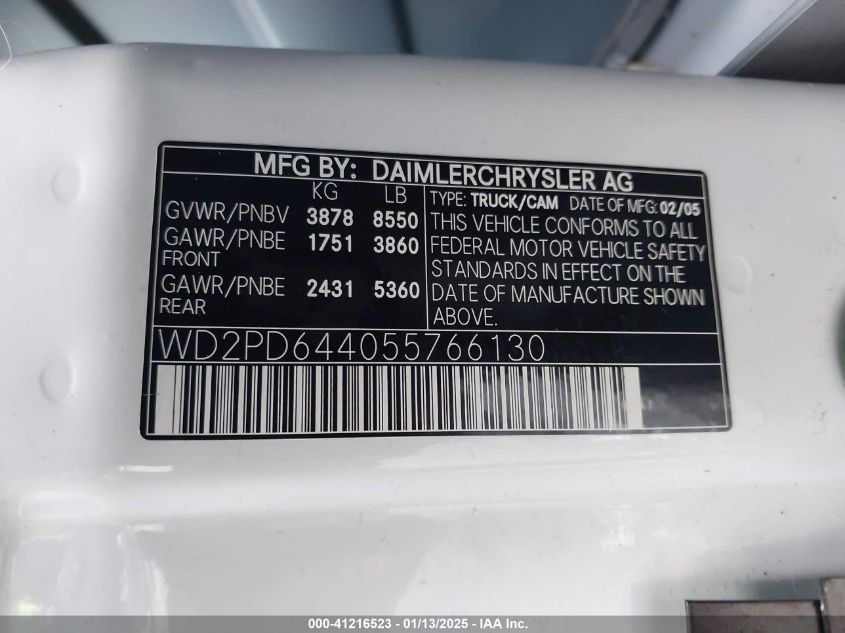 MFG BY: DAIMLERCHRYSLER AG
KG LB
GVWR/PNBV 3878 8550
GAWR/PNBE 1751 3860
FRONT
GAWR/PNBE 2431 5360
REAR
TYPE: TRUCK/CAM DATE OF MFG: 02/05
THIS VEHICLE CONFORMS TO ALL
FEDERAL MOTOR VEHICLE SAFETY
STANDARDS IN EFFECT ON THE
DATE OF MANUFACTURE SHOWN
ABOVE.
WD2PD644055766130
000-41216523 - 01/13/2025 - IAA Inc.